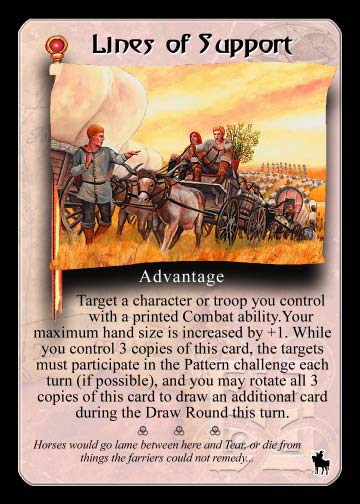 Lines of Support
Advantage
Target a character or troop you control
with a printed Combat ability.Your
maximum hand size is increased by +1. While
you control 3 copies of this card, the targets
must participate in the Pattern challenge each
turn (if possible), and you may rotate all 3
copies of this card to draw an additional card
during the Draw Round this turn.
Horses would go lame between here and Tear, or die from
things the farriers could not remedy...